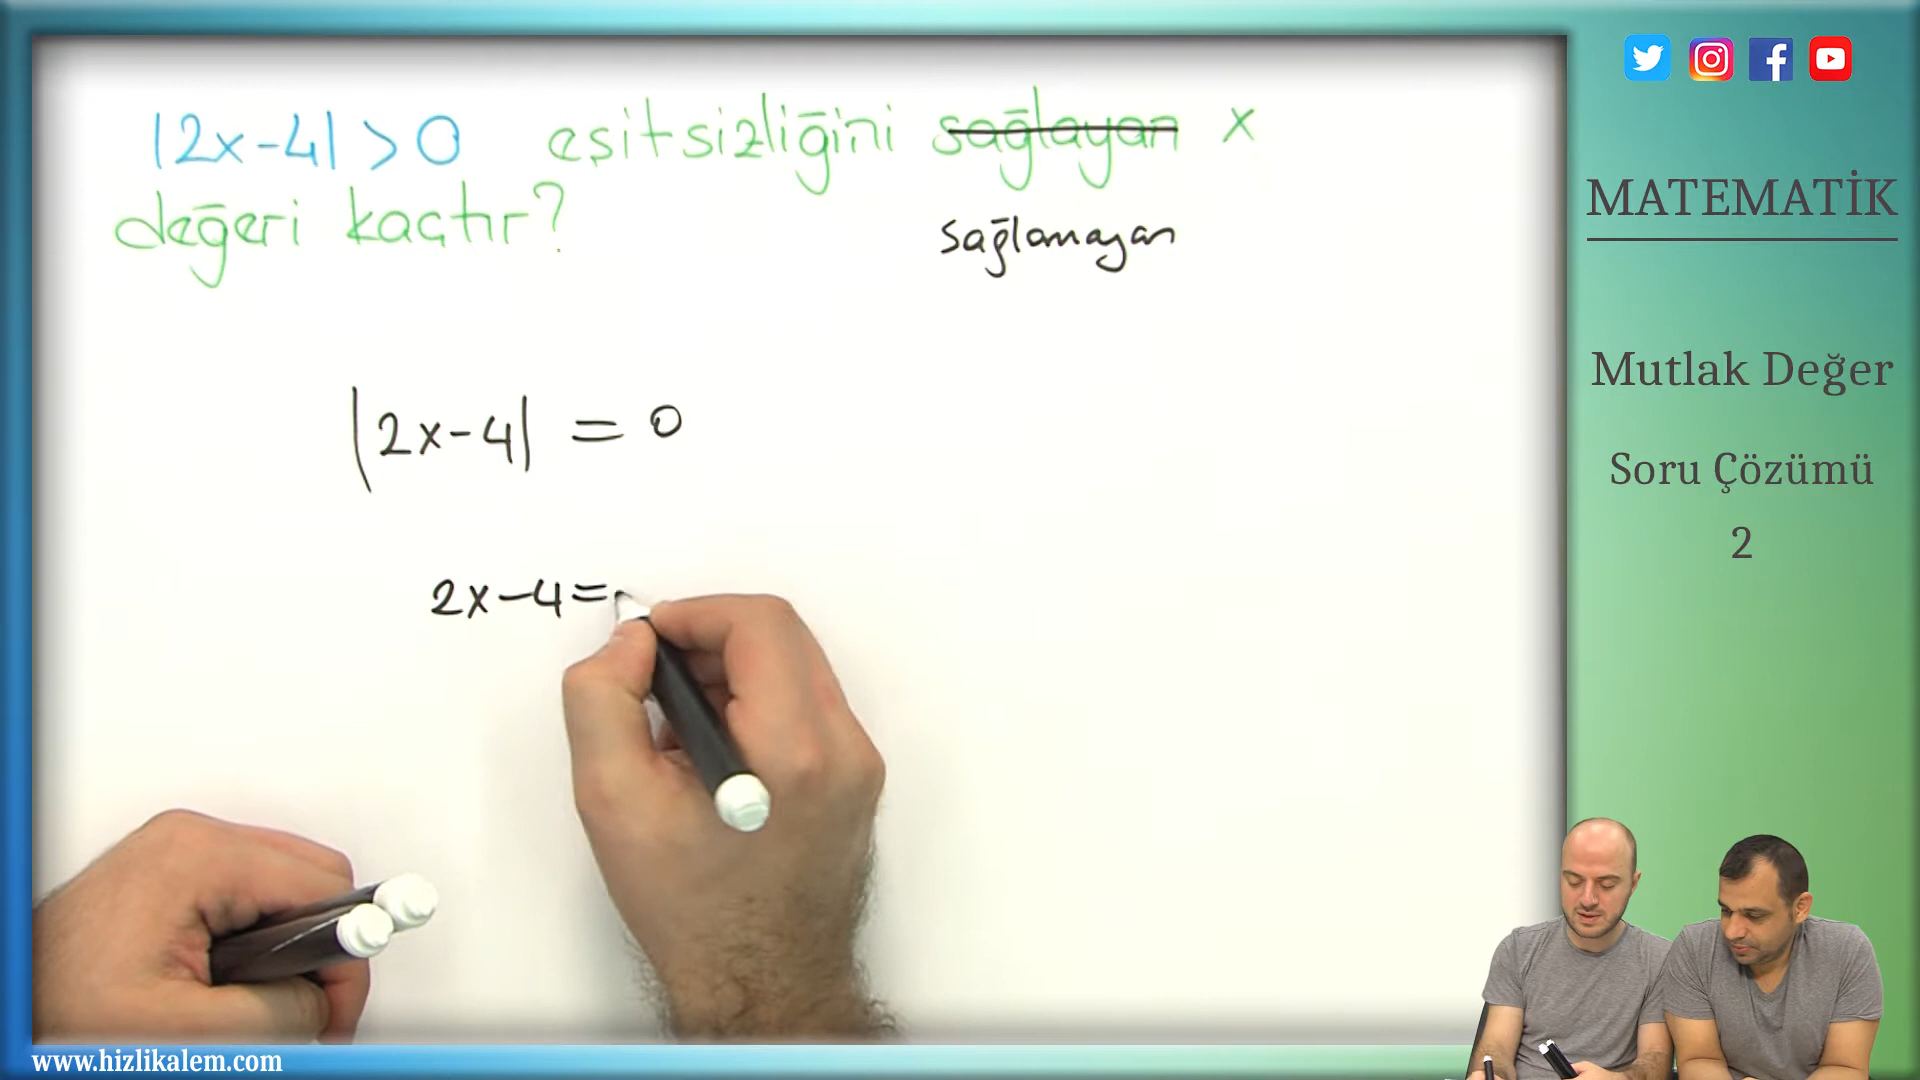 |2x-4| > 0 eşitsizliğini sağlayan x
değeri kaçtır?
sağlamayan
|2x-4| = 0
2x-4=
MATEMATİK
Mutlak Değer
Soru Çözümü
2
www.hizlikalem.com